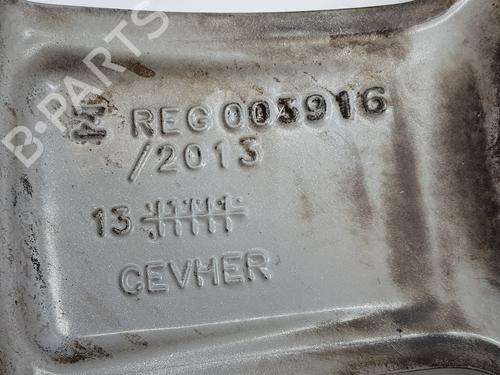 REG 003916
/2013
13
CEVHER
B-PARTS